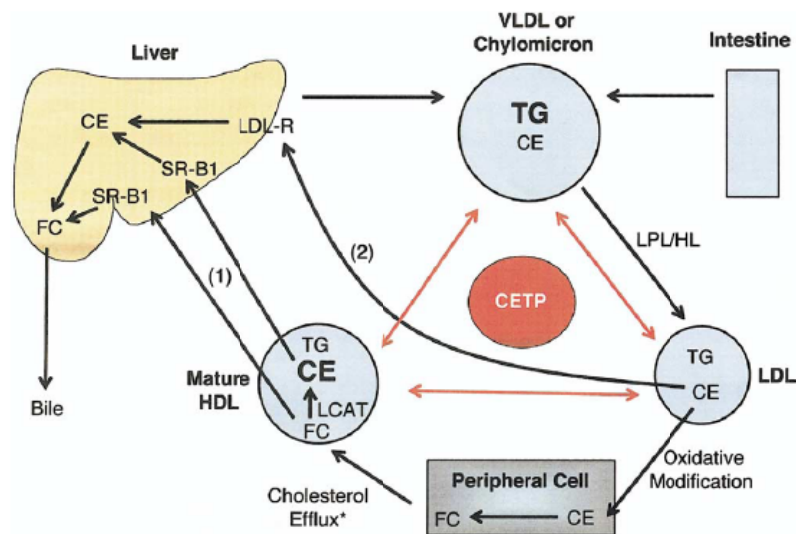 VLDL or
Chylomicron
Intestine
Liver
TG
CE
CE
LDL-R
SR-B1
SR-B1
FC
LPL/HL
(2)
(1)
CETP
TG
CE
LCAT
FC
Mature
HDL
TG
CE
LDL
Bile
Oxidative
Modification
Peripheral Cell
FC
CE
Cholesterol
Efflux*